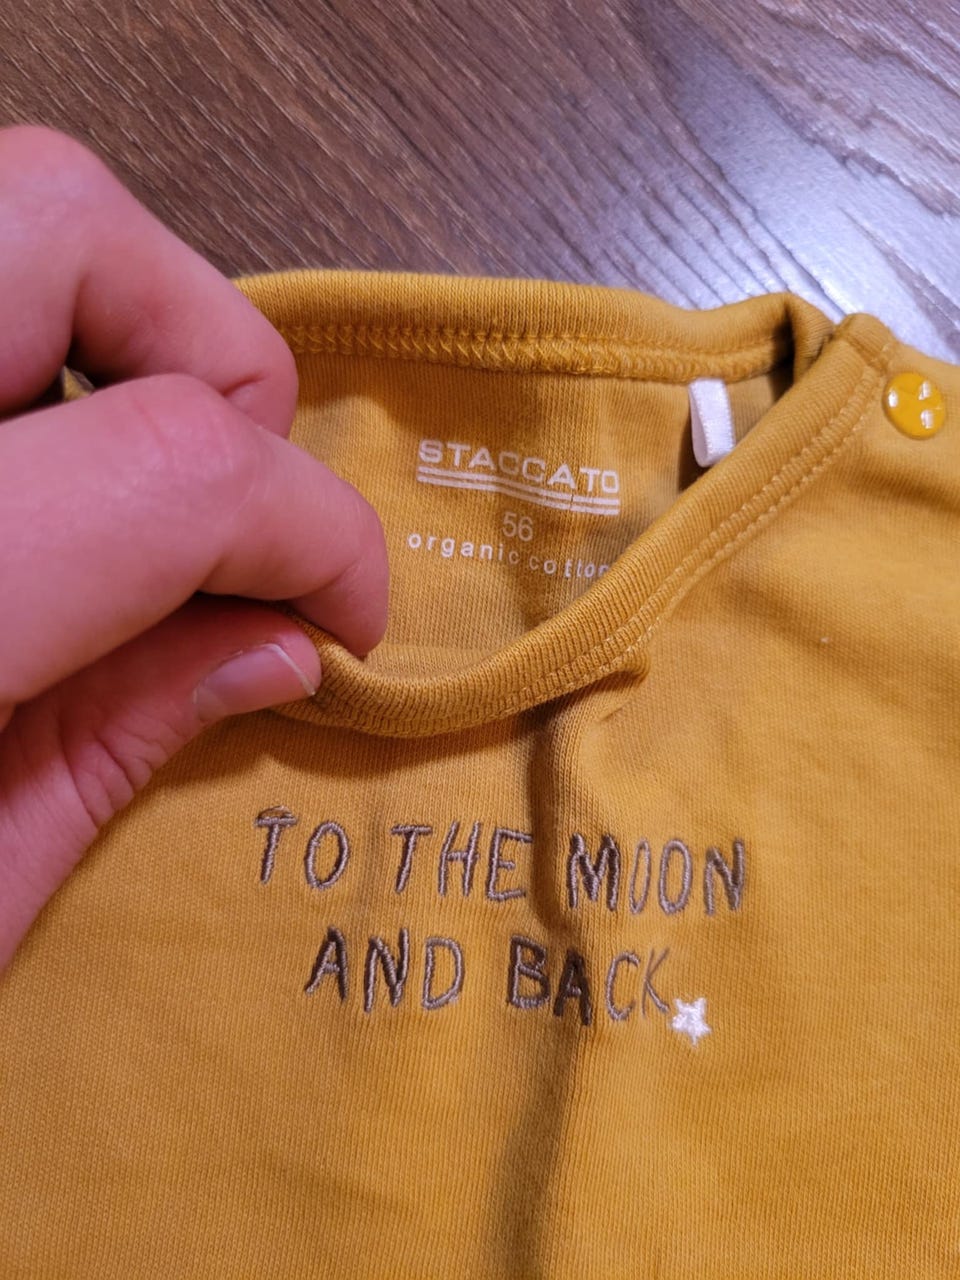 STACCATO
56
organic cotton
TO THE MOON
AND BACK